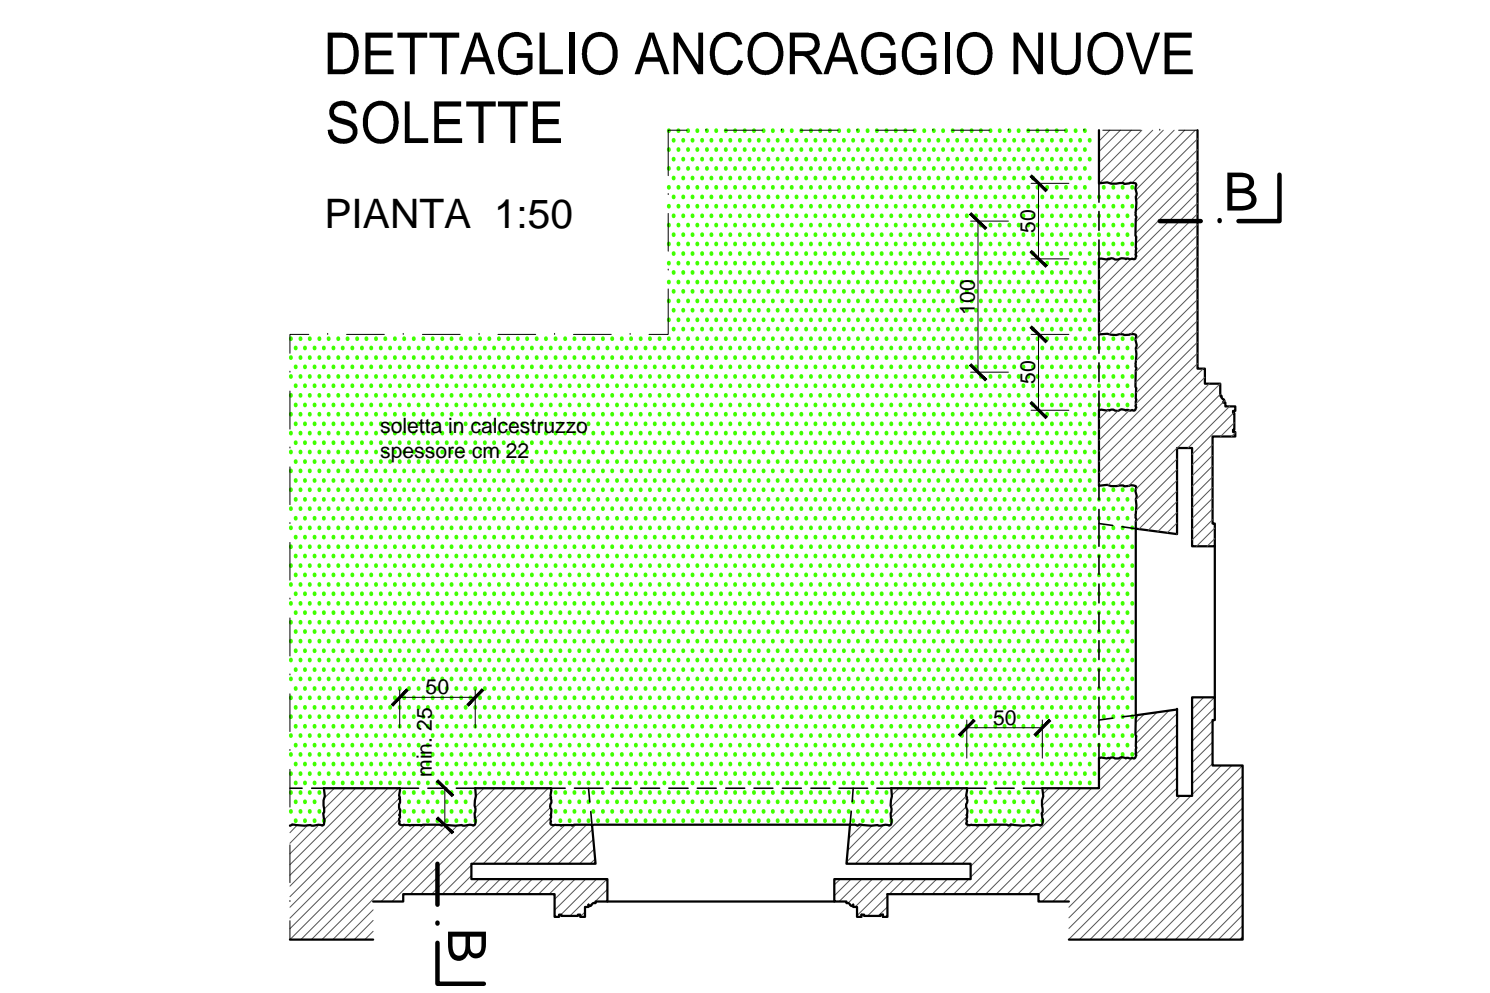 DETTAGLIO ANCORAGGIO NUOVE
SOLETTE
PIANTA 1:50
B
50
100
50
soletta in calcestruzzo
spessore cm 22
50
min. 25
50
B